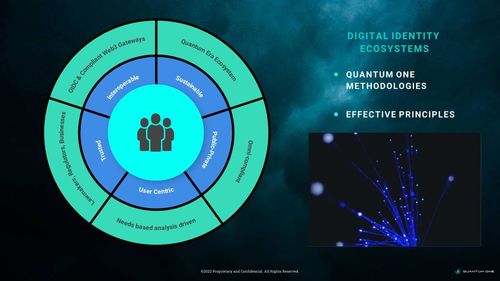 DIGITAL IDENTITY
ECOSYSTEMS
QUANTUM ONE
METHODOLOGIES
EFFECTIVE PRINCIPLES
OIDC & Compliant Web3 Gateways
Quantum Era Ecosystem
Omni-compliant
Needs based analysis driven
Lawmakers, Regulators, Businesses
Interoperable
Sustainable
Public-Private
User Centric
Trusted
©2022 Proprietary and Confidential. All Rights Reserved.
QUANTUM ONE